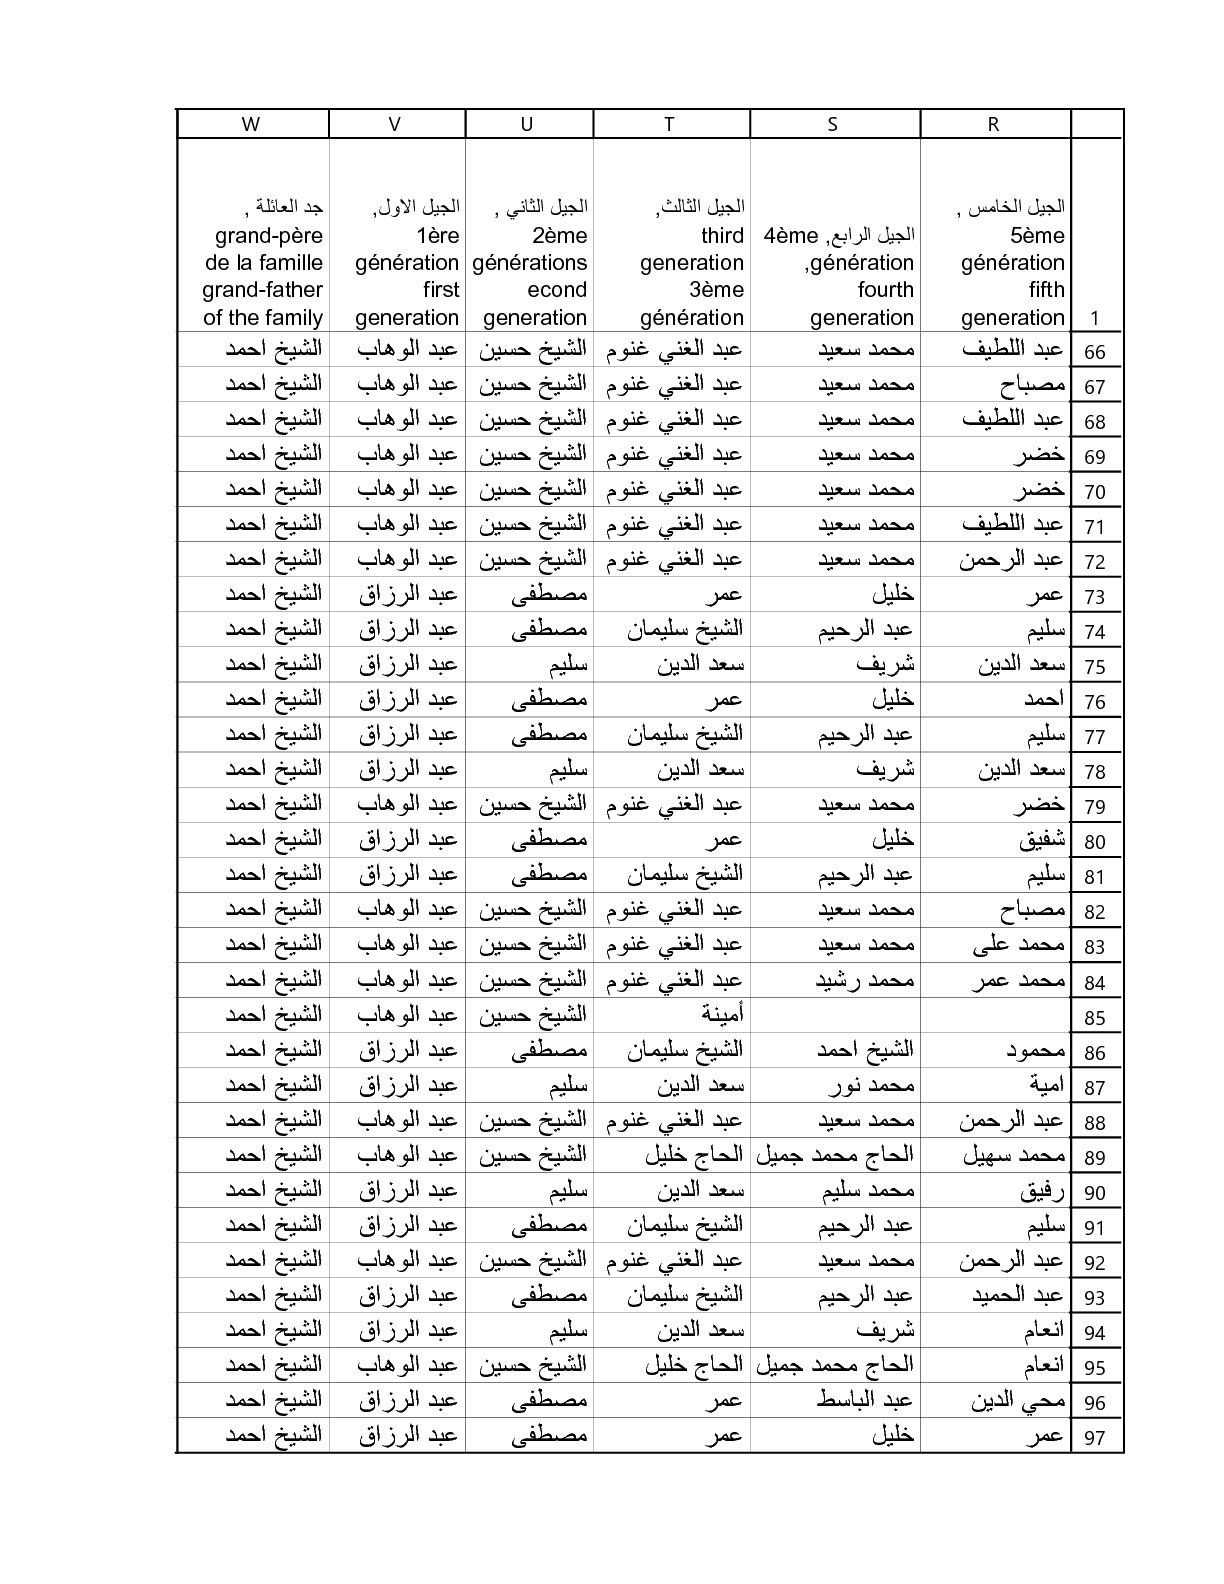 R S T U V W
الجيل الخامس , 5ème génération fifth generation
الجيل الرابع, 4ème génération, fourth generation
الجيل الثالث, third generation 3ème génération
الجيل الثاني , 2ème générations econd generation
الجيل الاول, 1ère génération first generation
جد العائلة , grand-père de la famille grand-father of the family
1
66 عبد اللطيف محمد سعيد عبد الغني غنوم الشيخ حسين عبد الوهاب الشيخ احمد
67 مصباح محمد سعيد عبد الغني غنوم الشيخ حسين عبد الوهاب الشيخ احمد
68 عبد اللطيف محمد سعيد عبد الغني غنوم الشيخ حسين عبد الوهاب الشيخ احمد
69 خضر محمد سعيد عبد الغني غنوم الشيخ حسين عبد الوهاب الشيخ احمد
70 خضر محمد سعيد عبد الغني غنوم الشيخ حسين عبد الوهاب الشيخ احمد
71 عبد اللطيف محمد سعيد عبد الغني غنوم الشيخ حسين عبد الوهاب الشيخ احمد
72 عبد الرحمن محمد سعيد عبد الغني غنوم الشيخ حسين عبد الوهاب الشيخ احمد
73 عمر خليل عمر مصطفى عبد الرزاق الشيخ احمد
74 سليم عبد الرحيم الشيخ سليمان مصطفى عبد الرزاق الشيخ احمد
75 سعد الدين شريف سعد الدين سليم عبد الرزاق الشيخ احمد
76 احمد خليل عمر مصطفى عبد الرزاق الشيخ احمد
77 سليم عبد الرحيم الشيخ سليمان مصطفى عبد الرزاق الشيخ احمد
78 سعد الدين شريف سعد الدين سليم عبد الرزاق الشيخ احمد
79 خضر محمد سعيد عبد الغني غنوم الشيخ حسين عبد الوهاب الشيخ احمد
80 شفيق خليل عمر مصطفى عبد الرزاق الشيخ احمد
81 سليم عبد الرحيم الشيخ سليمان مصطفى عبد الرزاق الشيخ احمد
82 مصباح محمد سعيد عبد الغني غنوم الشيخ حسين عبد الوهاب الشيخ احمد
83 محمد على محمد سعيد عبد الغني غنوم الشيخ حسين عبد الوهاب الشيخ احمد
84 محمد عمر محمد رشيد عبد الغني غنوم الشيخ حسين عبد الوهاب الشيخ احمد
85 أمينة الشيخ حسين عبد الوهاب الشيخ احمد
86 محمود الشيخ احمد الشيخ سليمان مصطفى عبد الرزاق الشيخ احمد
87 امية محمد نور سعد الدين سليم عبد الرزاق الشيخ احمد
88 عبد الرحمن محمد سعيد عبد الغني غنوم الشيخ حسين عبد الوهاب الشيخ احمد
89 محمد سهيل الحاج محمد جميل الحاج خليل الشيخ حسين عبد الوهاب الشيخ احمد
90 رفيق محمد سليم سعد الدين سليم عبد الرزاق الشيخ احمد
91 سليم عبد الرحيم الشيخ سليمان مصطفى عبد الرزاق الشيخ احمد
92 عبد الرحمن محمد سعيد عبد الغني غنوم الشيخ حسين عبد الوهاب الشيخ احمد
93 عبد الحميد عبد الرحيم الشيخ سليمان مصطفى عبد الرزاق الشيخ احمد
94 انعام شريف سعد الدين سليم عبد الرزاق الشيخ احمد
95 انعام الحاج محمد جميل الحاج خليل الشيخ حسين عبد الوهاب الشيخ احمد
96 محي الدين عبد الباسط عمر مصطفى عبد الرزاق الشيخ احمد
97 عمر خليل عمر مصطفى عبد الرزاق الشيخ احمد